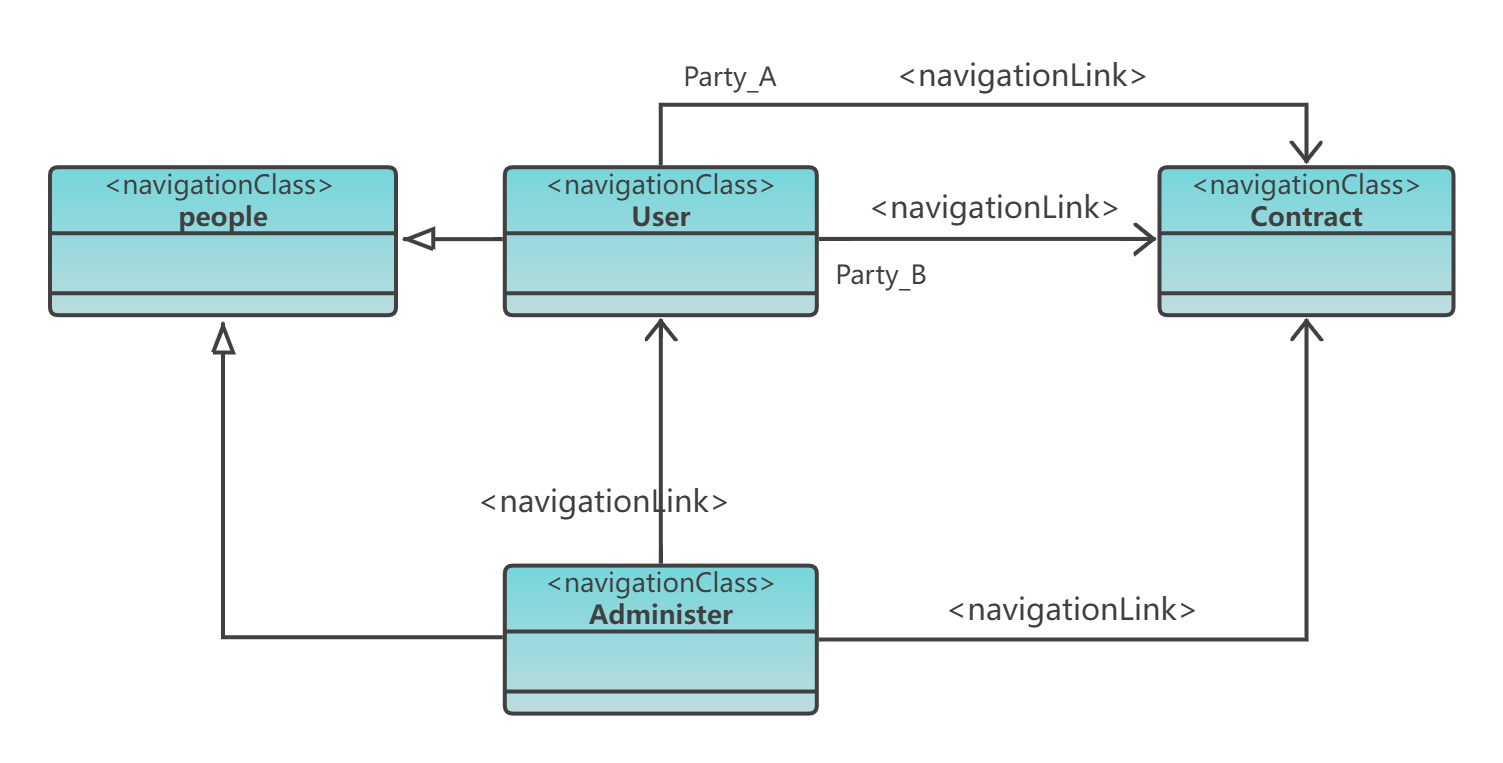 Party_A
<navigationLink>
<navigationClass>
people
<navigationClass>
User
<navigationLink>
Party_B
<navigationClass>
Contract
<navigationLink>
<navigationClass>
Administer
<navigationLink>